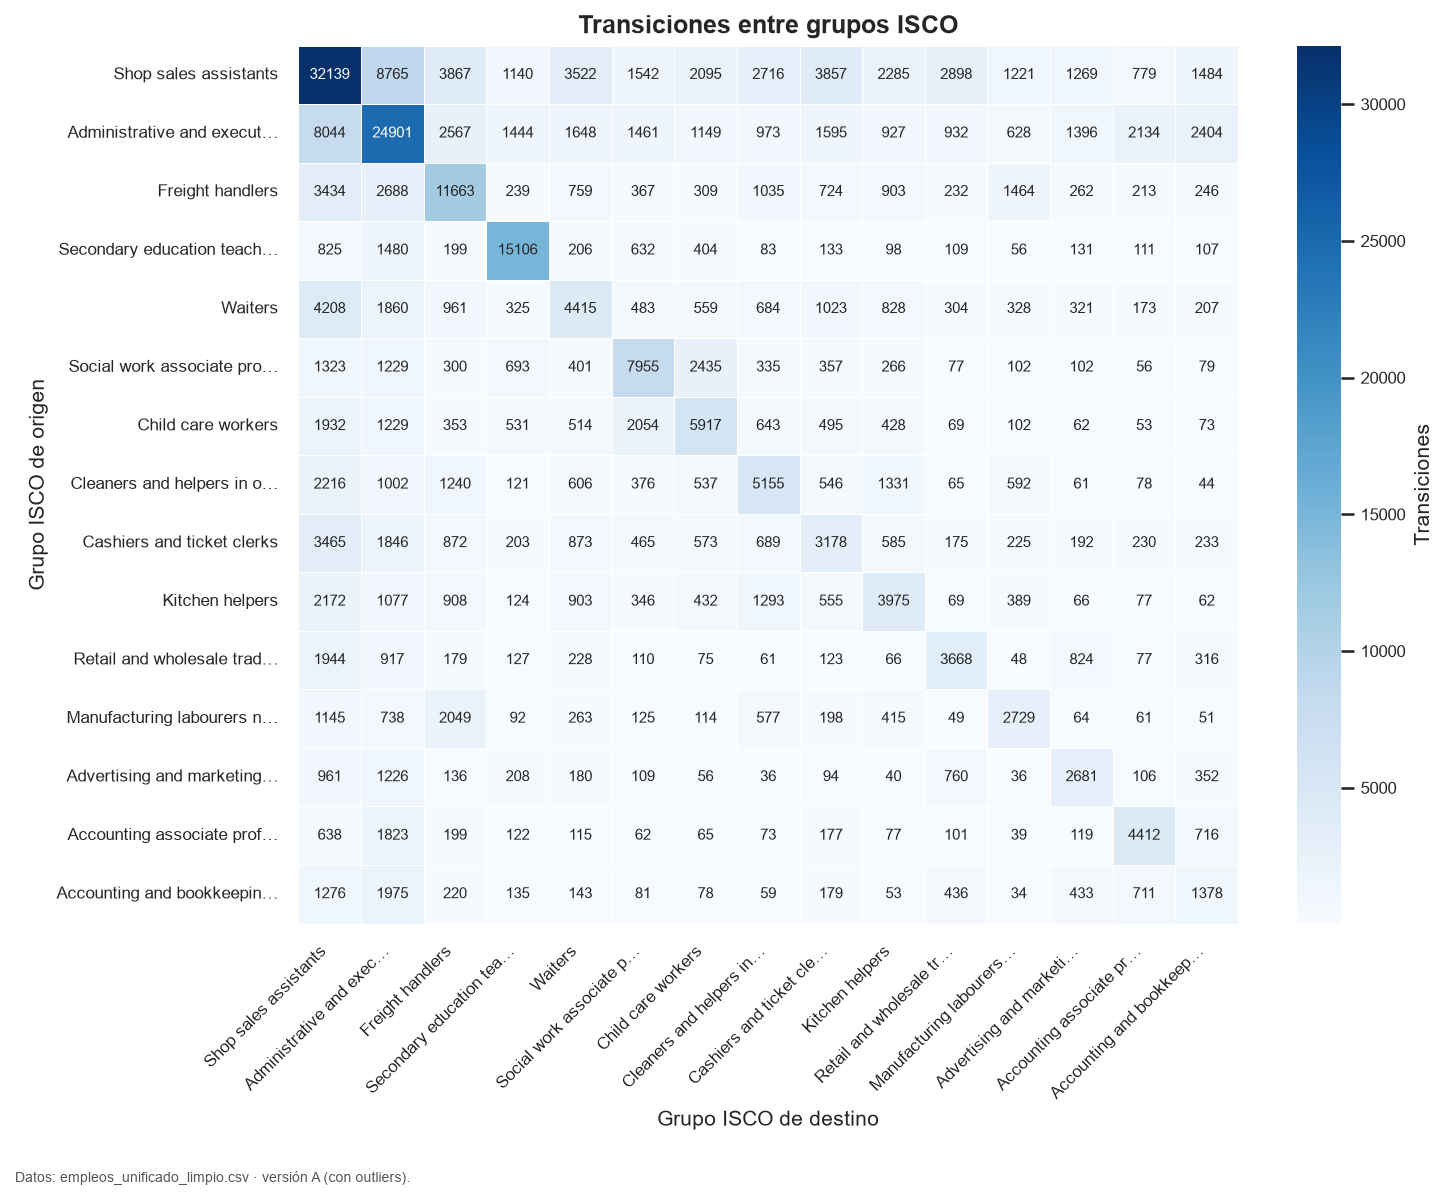 Transiciones entre grupos ISCO
Grupo ISCO de origen
Shop sales assistants 32139 8765 3867 1140 3522 1542 2095 2716 3857 2285 2898 1221 1269 779 1484
Administrative and execut… 8044 24901 2567 1444 1648 1461 1149 973 1595 927 932 628 1396 2134 2404
Freight handlers 3434 2688 11663 239 759 367 309 1035 724 903 232 1464 262 213 246
Secondary education teach… 825 1480 199 15106 206 632 404 83 133 98 109 56 131 111 107
Waiters 4208 1860 961 325 4415 483 559 684 1023 828 304 328 321 173 207
Social work associate pro… 1323 1229 300 693 401 7955 2435 335 357 266 77 102 102 56 79
Child care workers 1932 1229 353 531 514 2054 5917 643 495 428 69 102 62 53 73
Cleaners and helpers in o… 2216 1002 1240 121 606 376 537 5155 546 1331 65 592 61 78 44
Cashiers and ticket clerks 3465 1846 872 203 873 465 573 689 3178 585 175 225 192 230 233
Kitchen helpers 2172 1077 908 124 903 346 432 1293 555 3975 69 389 66 77 62
Retail and wholesale trad… 1944 917 179 127 228 110 75 61 123 66 3668 48 824 77 316
Manufacturing labourers n… 1145 738 2049 92 263 125 114 577 198 415 49 2729 64 61 51
Advertising and marketing… 961 1226 136 208 180 109 56 36 94 40 760 36 2681 106 352
Accounting associate prof… 638 1823 199 122 115 62 65 73 177 77 101 39 119 4412 716
Accounting and bookkeepin… 1276 1975 220 135 143 81 78 59 179 53 436 34 433 711 1378
Shop sales assistants
Administrative and exec…
Freight handlers
Secondary education tea…
Waiters
Social work associate p…
Child care workers
Cleaners and helpers in…
Cashiers and ticket cle…
Kitchen helpers
Retail and wholesale tr…
Manufacturing labourers…
Advertising and marketi…
Accounting associate pr…
Accounting and bookkeep…
Grupo ISCO de destino
30000
25000
20000
15000
10000
5000
Transiciones
Datos: empleos_unificado_limpio.csv · versión A (con outliers).